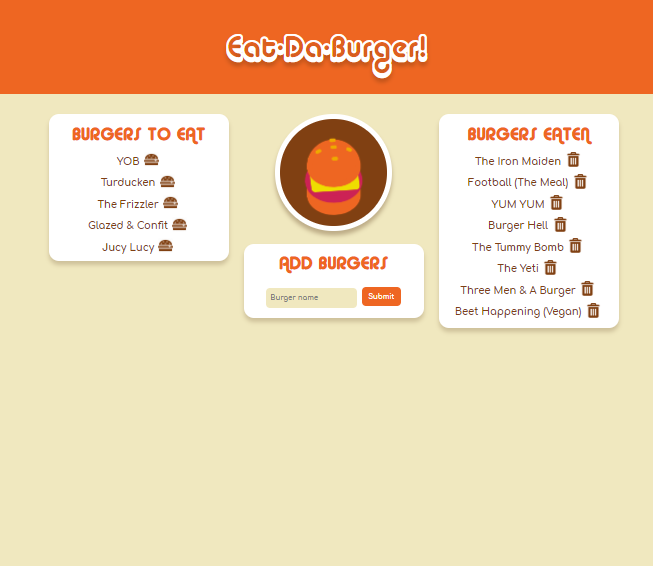 Eat·Da·Burger!
BURGERS TO EAT
YOB
Turducken
The Frizzler
Glazed & Confit
Jucy Lucy
ADD BURGERS
Burger name
Submit
BURGERS EATEN
The Iron Maiden
Football (The Meal)
YUM YUM
Burger Hell
The Tummy Bomb
The Yeti
Three Men & A Burger
Beet Happening (Vegan)